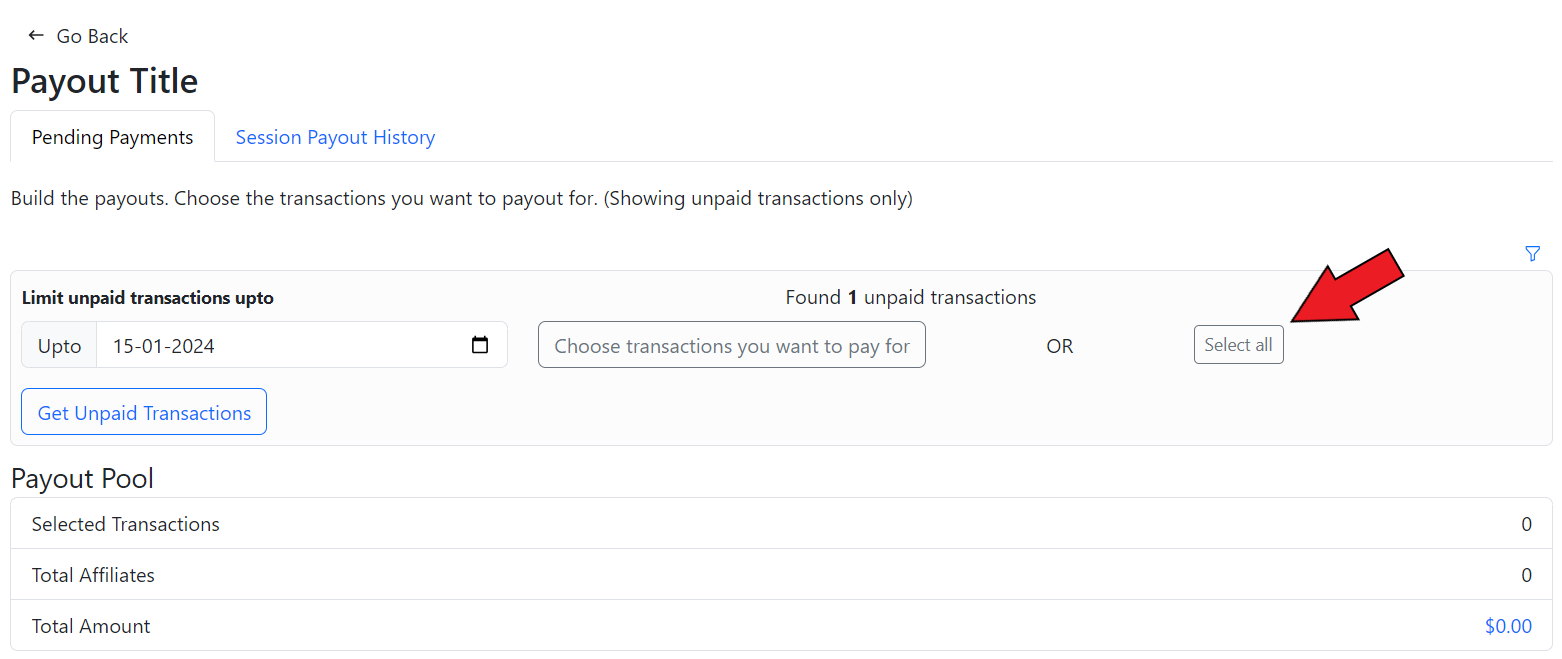 Go Back
Payout Title
Pending Payments Session Payout History
Build the payouts. Choose the transactions you want to payout for. (Showing unpaid transactions only)
Limit unpaid transactions upto Found 1 unpaid transactions
Upto 15-01-2024 Choose transactions you want to pay for OR Select all
Get Unpaid Transactions
Payout Pool
Selected Transactions 0
Total Affiliates 0
Total Amount $0.00